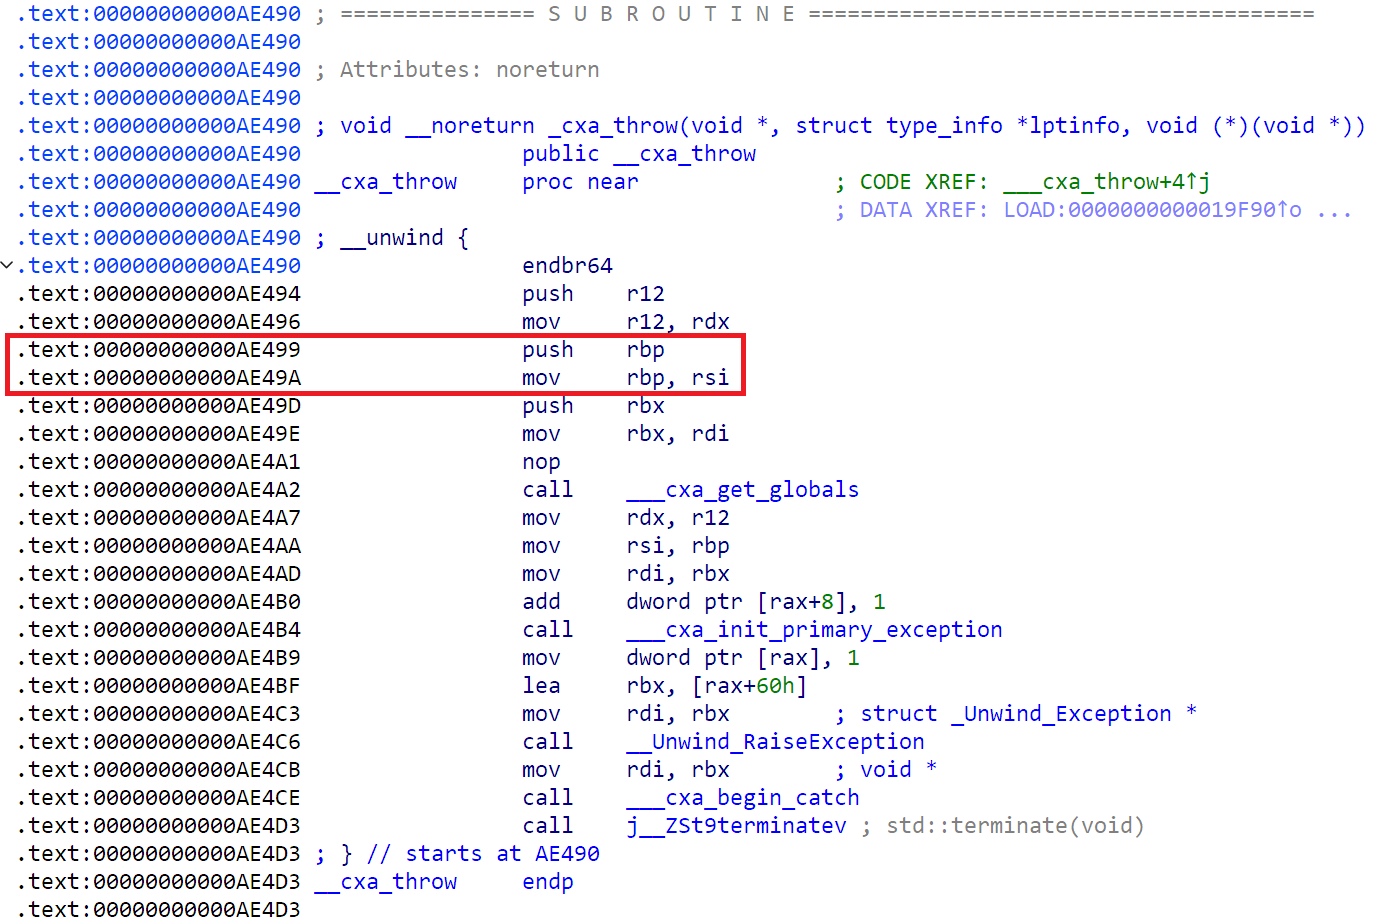 .text:00000000000AE490 ; =============== S U B R O U T I N E =======================================
.text:00000000000AE490
.text:00000000000AE490 ; Attributes: noreturn
.text:00000000000AE490
.text:00000000000AE490 ; void __noreturn _cxa_throw(void *, struct type_info *lptinfo, void (*)(void *))
.text:00000000000AE490                 public __cxa_throw
.text:00000000000AE490 __cxa_throw     proc near               ; CODE XREF: ___cxa_throw+4↑j
.text:00000000000AE490                                         ; DATA XREF: LOAD:0000000000019F90↑o ...
.text:00000000000AE490 ; __unwind {
.text:00000000000AE490                 endbr64
.text:00000000000AE494                 push    r12
.text:00000000000AE496                 mov     r12, rdx
.text:00000000000AE499                 push    rbp
.text:00000000000AE49A                 mov     rbp, rsi
.text:00000000000AE49D                 push    rbx
.text:00000000000AE49E                 mov     rbx, rdi
.text:00000000000AE4A1                 nop
.text:00000000000AE4A2                 call    ___cxa_get_globals
.text:00000000000AE4A7                 mov     rdx, r12
.text:00000000000AE4AA                 mov     rsi, rbp
.text:00000000000AE4AD                 mov     rdi, rbx
.text:00000000000AE4B0                 add     dword ptr [rax+8], 1
.text:00000000000AE4B4                 call    ___cxa_init_primary_exception
.text:00000000000AE4B9                 mov     dword ptr [rax], 1
.text:00000000000AE4BF                 lea     rbx, [rax+60h]
.text:00000000000AE4C3                 mov     rdi, rbx        ; struct _Unwind_Exception *
.text:00000000000AE4C6                 call    __Unwind_RaiseException
.text:00000000000AE4CB                 mov     rdi, rbx        ; void *
.text:00000000000AE4CE                 call    ___cxa_begin_catch
.text:00000000000AE4D3                 call    j__ZSt9terminatev ; std::terminate(void)
.text:00000000000AE4D3 ; } // starts at AE490
.text:00000000000AE4D3 __cxa_throw     endp
.text:00000000000AE4D3